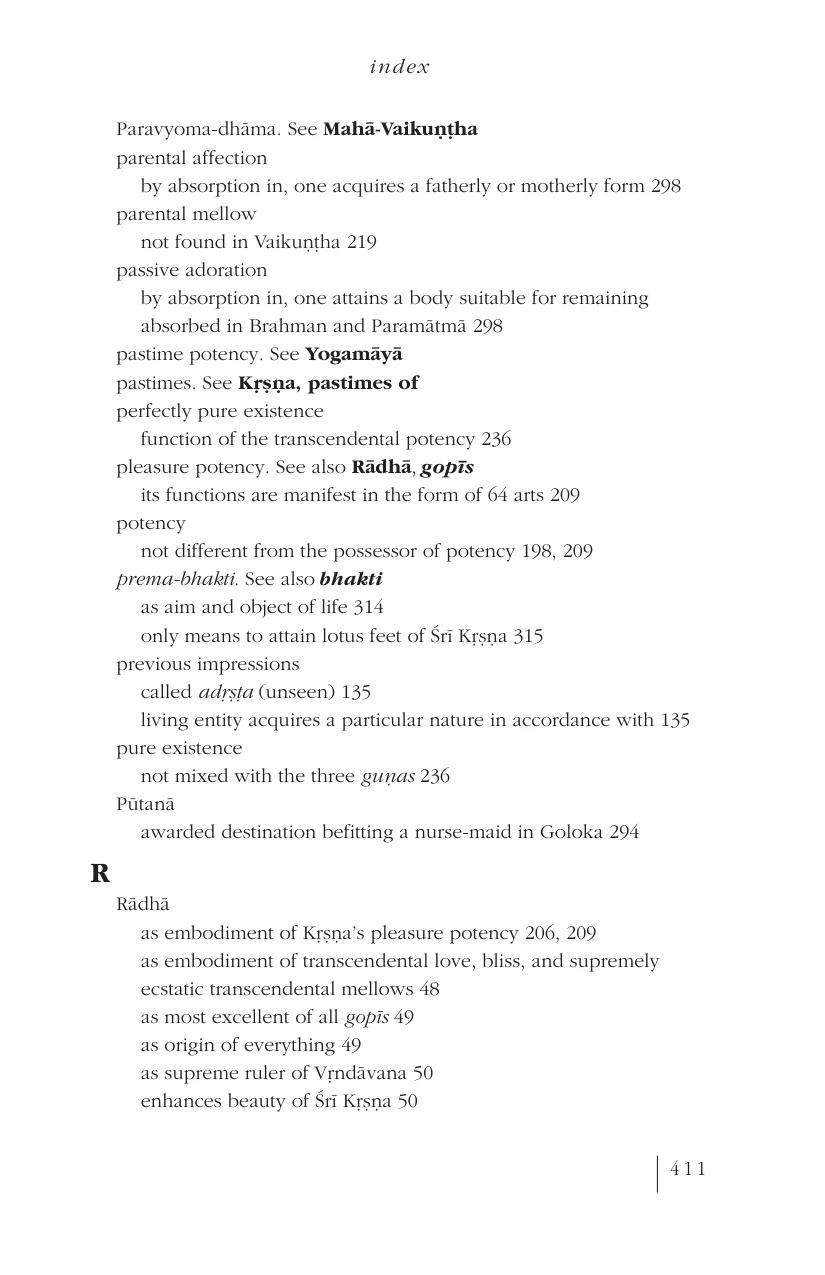 index
Paravyoma-dhāma. See Mahā-Vaikuṇṭha
parental affection
by absorption in, one acquires a fatherly or motherly form 298
parental mellow
not found in Vaikuṇṭha 219
passive adoration
by absorption in, one attains a body suitable for remaining
absorbed in Brahman and Paramātmā 298
pastime potency. See Yogamāyā
pastimes. See Kṛṣṇa, pastimes of
perfectly pure existence
function of the transcendental potency 236
pleasure potency. See also Rādhā, gopīs
its functions are manifest in the form of 64 arts 209
potency
not different from the possessor of potency 198, 209
prema-bhakti. See also bhakti
as aim and object of life 314
only means to attain lotus feet of Śrī Kṛṣṇa 315
previous impressions
called adṛṣṭa (unseen) 135
living entity acquires a particular nature in accordance with 135
pure existence
not mixed with the three guṇas 236
Pūtanā
awarded destination befitting a nurse-maid in Goloka 294
R
Rādhā
as embodiment of Kṛṣṇa’s pleasure potency 206, 209
as embodiment of transcendental love, bliss, and supremely
ecstatic transcendental mellows 48
as most excellent of all gopīs 49
as origin of everything 49
as supreme ruler of Vṛndāvana 50
enhances beauty of Śrī Kṛṣṇa 50
411